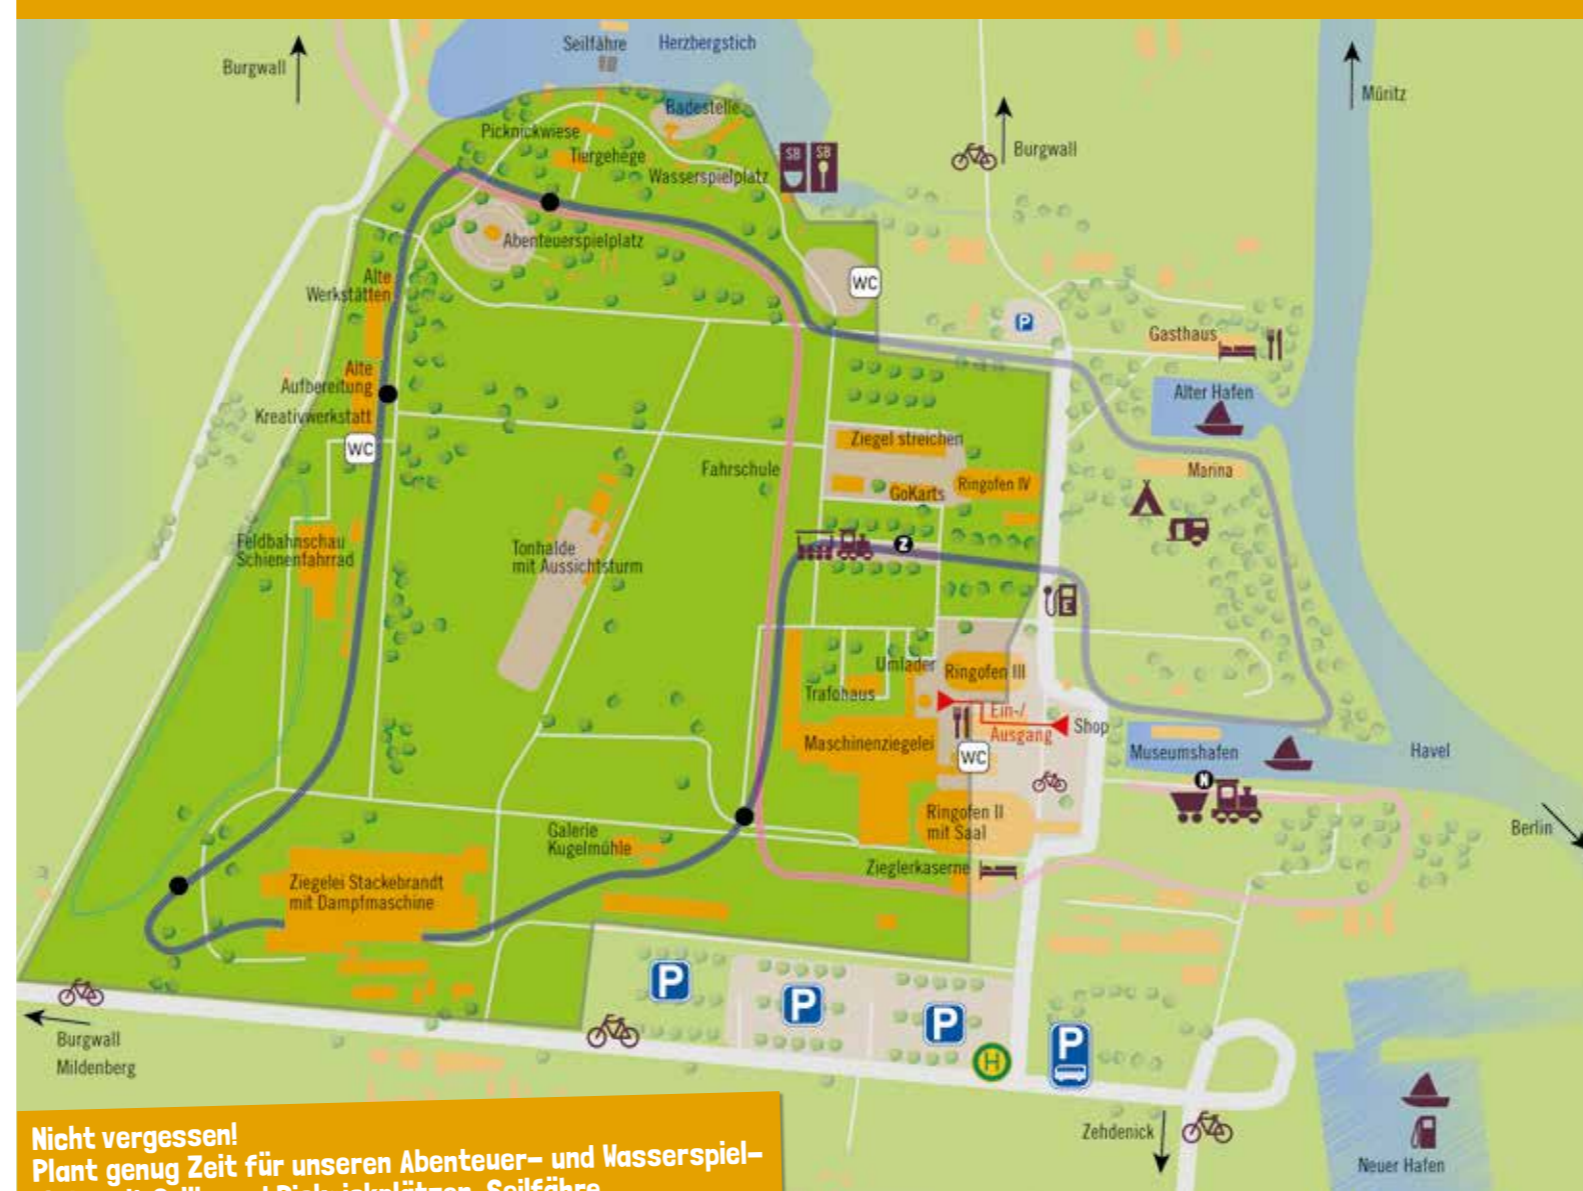 Seilfähre
Herzbergstich
Burgwall
Müritz
Badestelle
Picknickwiese
Tiergehege
SB SB
Burgwall
Wasserspielplatz
Abenteuerspielplatz
WC
Alte
Werkstätten
P
Gasthaus
Alte
Aufbereitung
Kreativwerkstatt
WC
Alter Hafen
Ziegel streichen
Fahrschule
Marina
GoKarts
Ringofen IV
Feldbahnschau
Schienenfahrrad
Tonhalde
mit Aussichtsturm
Z
E
Umlader
Ringofen III
Trafohaus
Ein-/
Ausgang
Shop
Maschinenziegelei
WC
Museumshafen
Havel
N
Ringofen II
mit Saal
Berlin
Galerie
Kugelmühle
Zieglerkaserne
Ziegelei Stackebrandt
mit Dampfmaschine
P
P
P
H
P
Burgwall
Mildenberg
Zehdenick
Neuer Hafen
Nicht vergessen!
Plant genug Zeit für unseren Abenteuer- und Wasserspiel-
Seilfähre